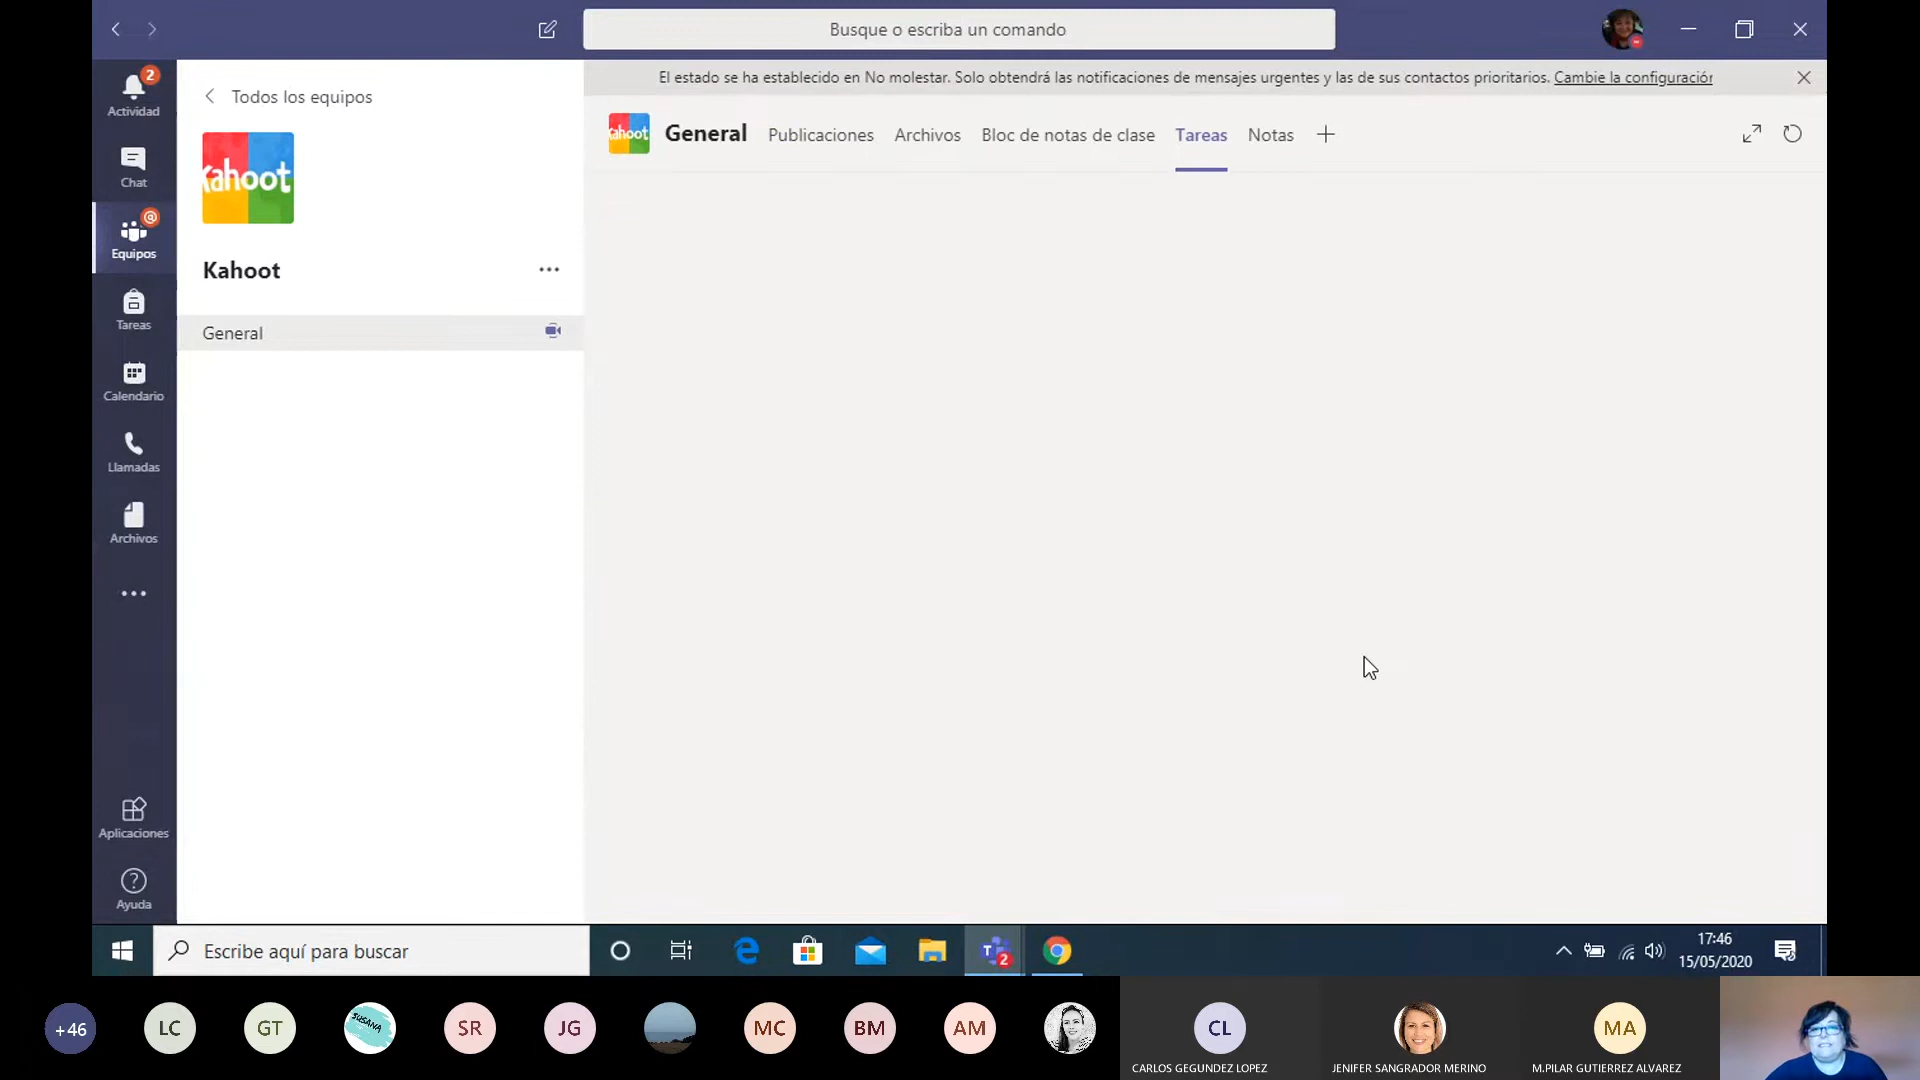 Busque o escriba un comando
El estado se ha establecido en No molestar. Solo obtendrá las notificaciones de mensajes urgentes y las de sus contactos prioritarios. Cambie la configuración
2
Actividad
Chat
@
Equipos
Tareas
Calendario
Llamadas
Archivos
Aplicaciones
Ayuda
Todos los equipos
Kahoot
Kahoot
General
Kahoot
General Publicaciones Archivos Bloc de notas de clase Tareas Notas
Escribe aquí para buscar
T 2
17:46
15/05/2020
+46 LC GT SUSANA SR JG MC BM AM CL MA
CARLOS GEGUNDEZ LOPEZ JENIFER SANGRADOR MERINO M.PILAR GUTIERREZ ALVAREZ